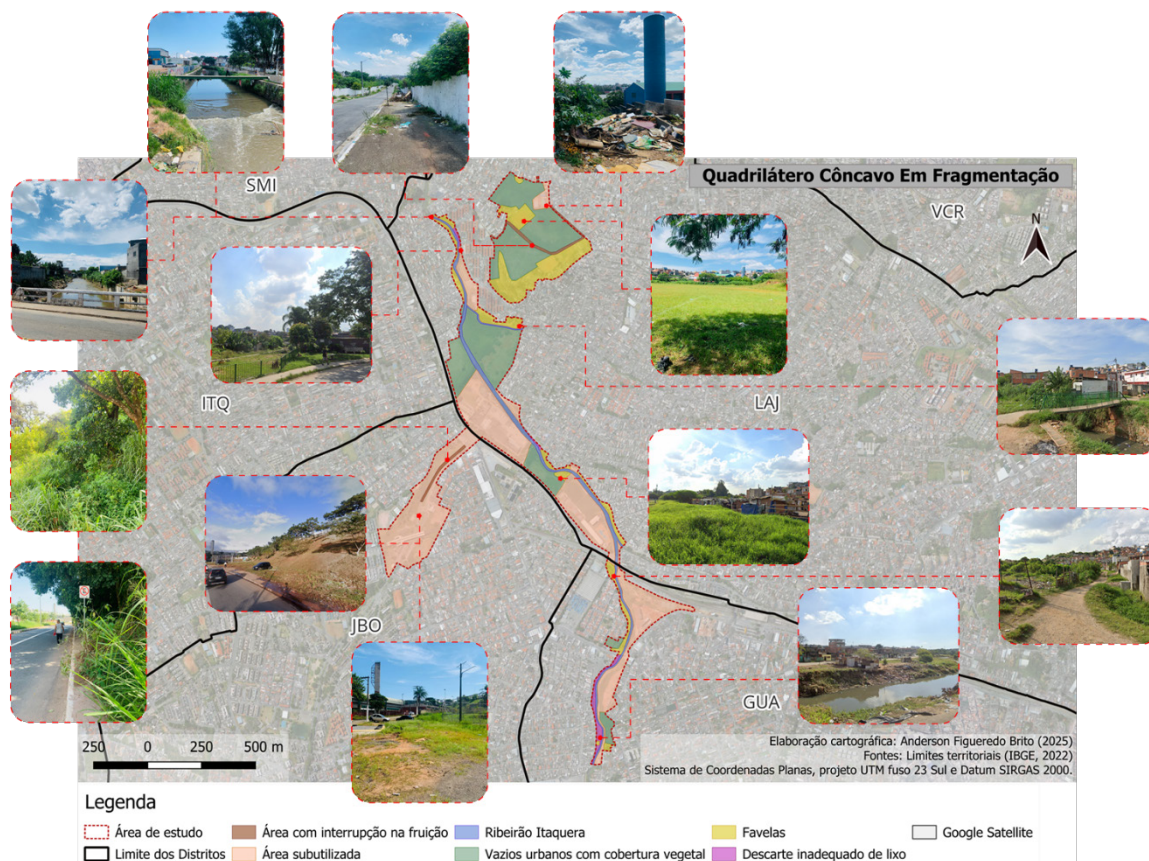 Quadrilátero Côncavo Em Fragmentação
SMI
VCR
N
ITQ
LAJ
JBO
GUA
250 0 250 500 m
Elaboração cartográfica: Anderson Figueredo Brito (2025)
Fontes: Limites territoriais (IBGE, 2022)
Sistema de Coordenadas Planas, projeto UTM fuso 23 Sul e Datum SIRGAS 2000.
Legenda
Área de estudo
Área com interrupção na fruição
Ribeirão Itaquera
Favelas
Google Satellite
Limite dos Distritos
Área subutilizada
Vazios urbanos com cobertura vegetal
Descarte inadequado de lixo